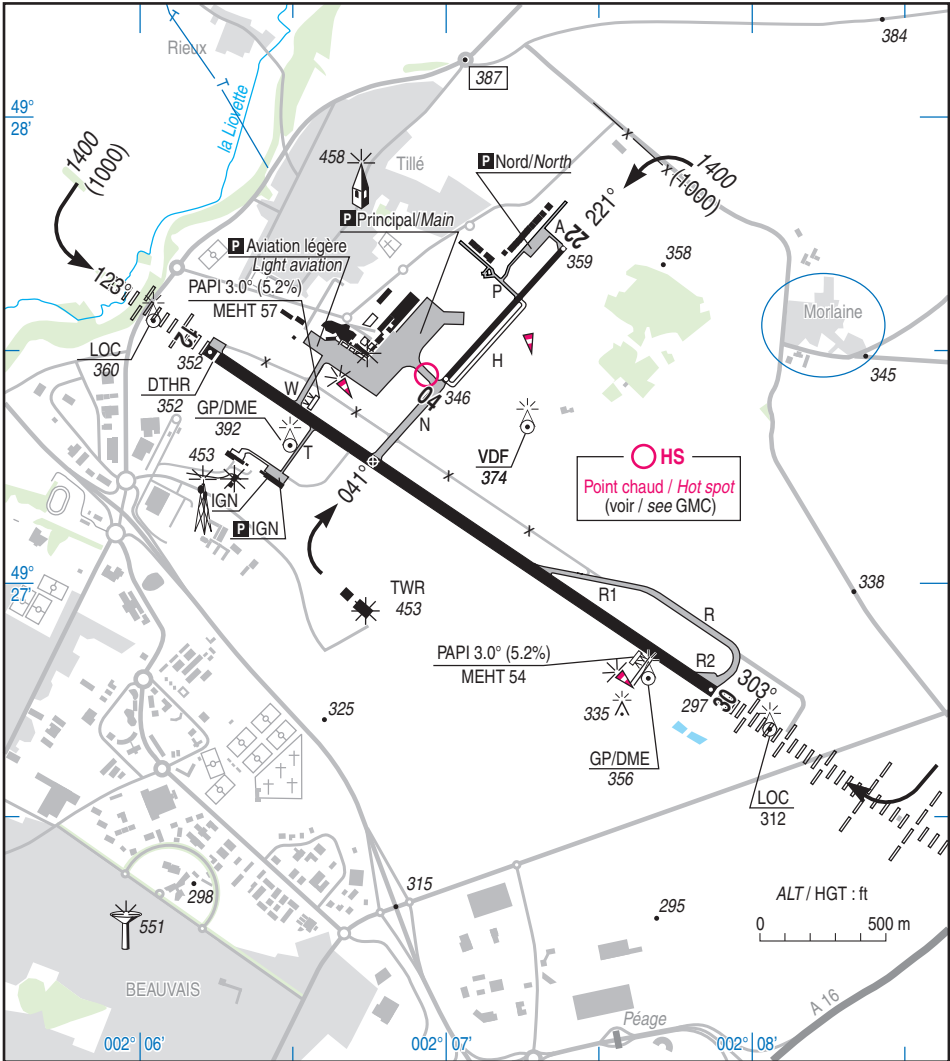 384
Rieux
387
49°
28'
la Liovette
1400
(1000)
458
Tillé
P Nord/North
1400
(1000)
221°
22
A
359
358
P Principal/Main
P Aviation légère
Light aviation
PAPI 3.0° (5.2%)
MEHT 57
P
123°
Morlaine
LOC
360
12
352
H
345
DTHR
352
W
04
346
GP/DME
392
N
T
VDF
374
HS
Point chaud / Hot spot
(voir / see GMC)
453
IGN
041°
P IGN
49°
27'
TWR
453
R1
338
R
PAPI 3.0° (5.2%)
MEHT 54
R2
303°
30
297
325
335
GP/DME
356
LOC
312
298
315
295
ALT / HGT : ft
0
500 m
551
BEAUVAIS
A 16
Péage
002° 06'
002° 07'
002° 08'